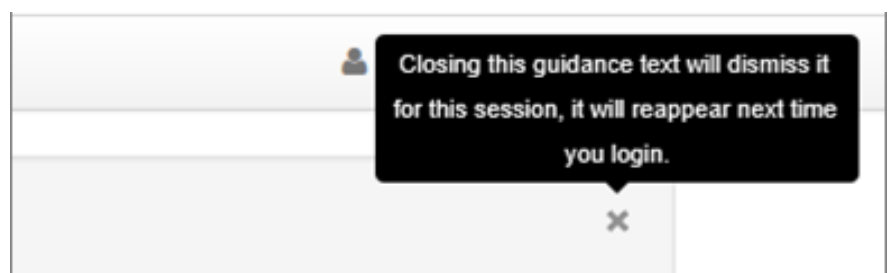 Closing this guidance text will dismiss it
for this session, it will reappear next time
you login.